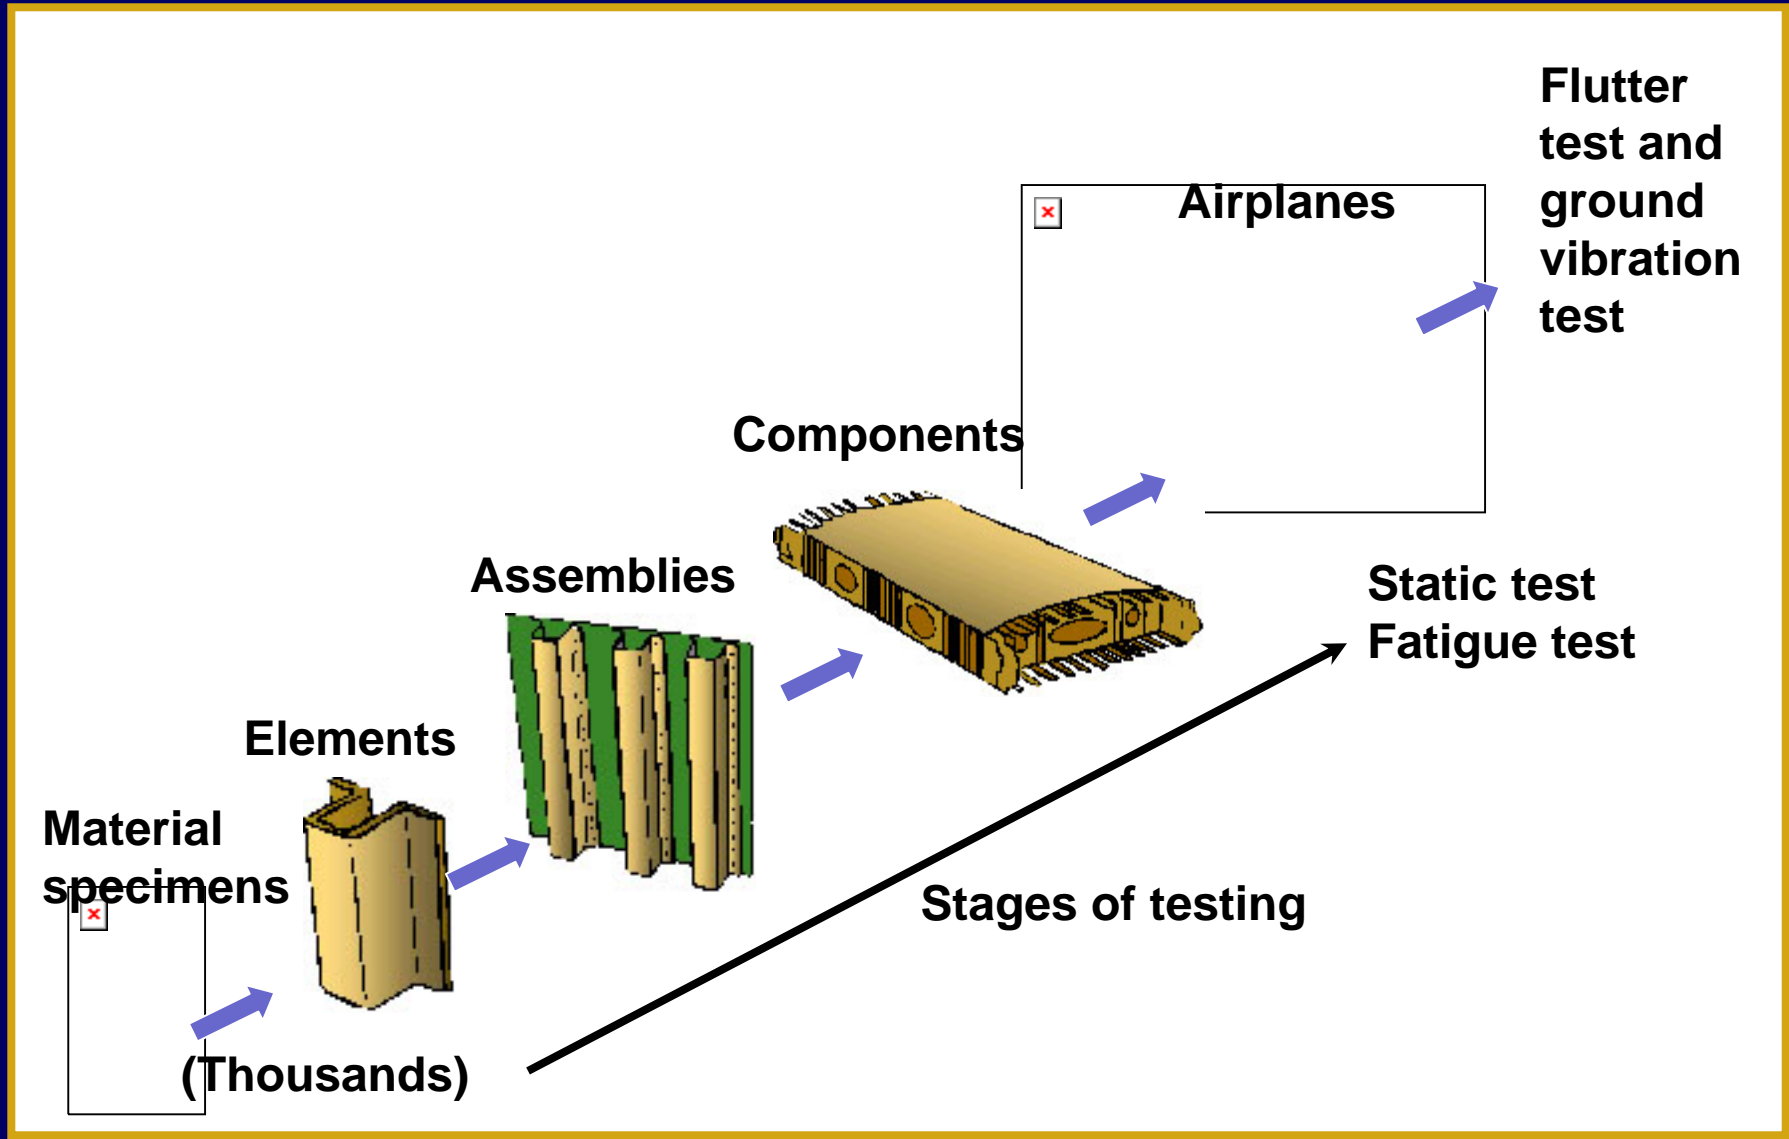 Flutter
test and
ground
vibration
test
Airplanes
Components
Assemblies
Static test
Fatigue test
Elements
Material
specimens
Stages of testing
(Thousands)